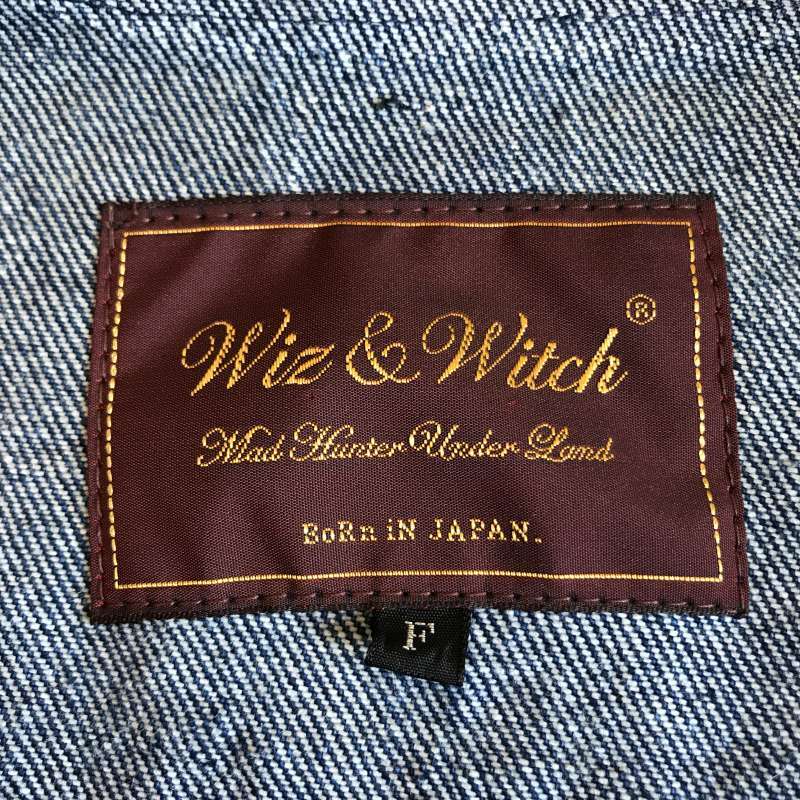 Wiz & Witch®
Mad Hunter Under Land
BoRn iN JAPAN.
F